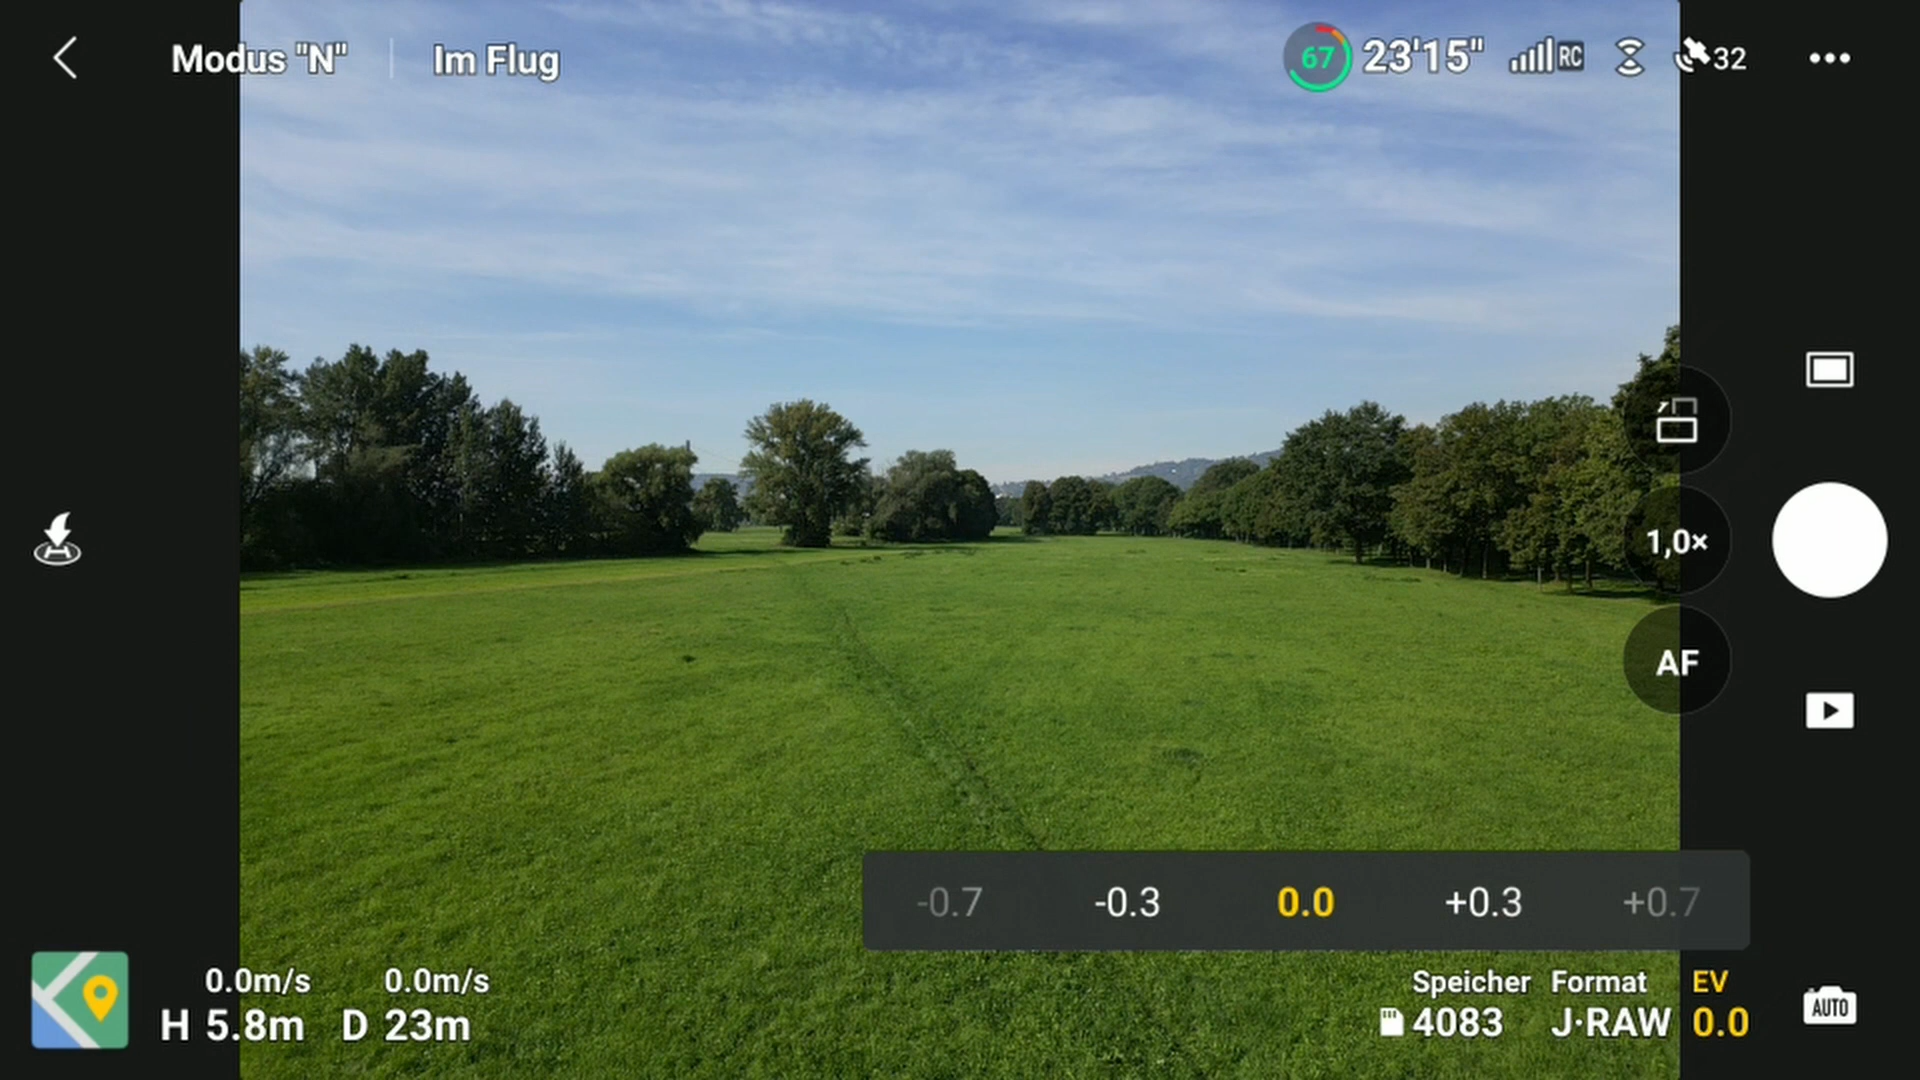 Modus "N" Im Flug 67 23'15" RC 32
1,0×
AF
-0.7 -0.3 0.0 +0.3 +0.7
0.0m/s 0.0m/s
H 5.8m D 23m
Speicher Format EV
4083 J·RAW 0.0
AUTO